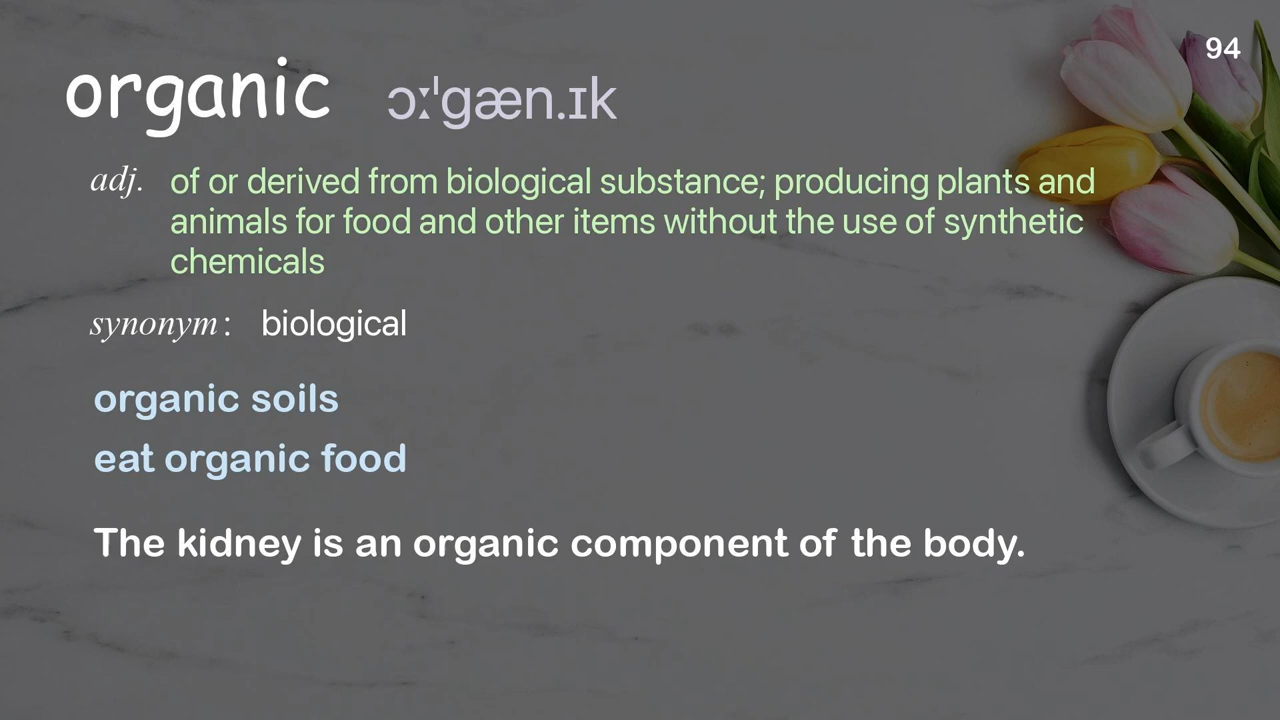 94
organic ɔːˈɡæn.ɪk
adj. of or derived from biological substance; producing plants and
animals for food and other items without the use of synthetic
chemicals
synonym: biological
organic soils
eat organic food
The kidney is an organic component of the body.